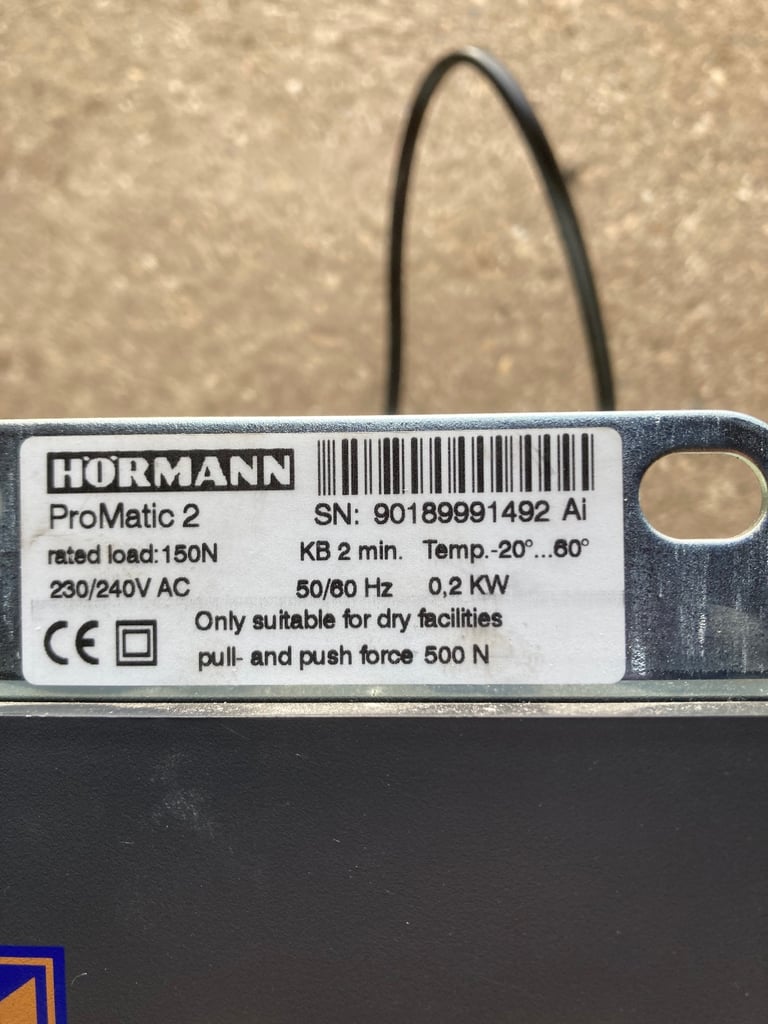 HÖRMANN
ProMatic 2
SN: 90189991492 Ai
rated load: 150N KB 2 min. Temp.-20°...60°
230/240V AC 50/60 Hz 0,2 KW
CE Only suitable for dry facilities
pull- and push force 500 N